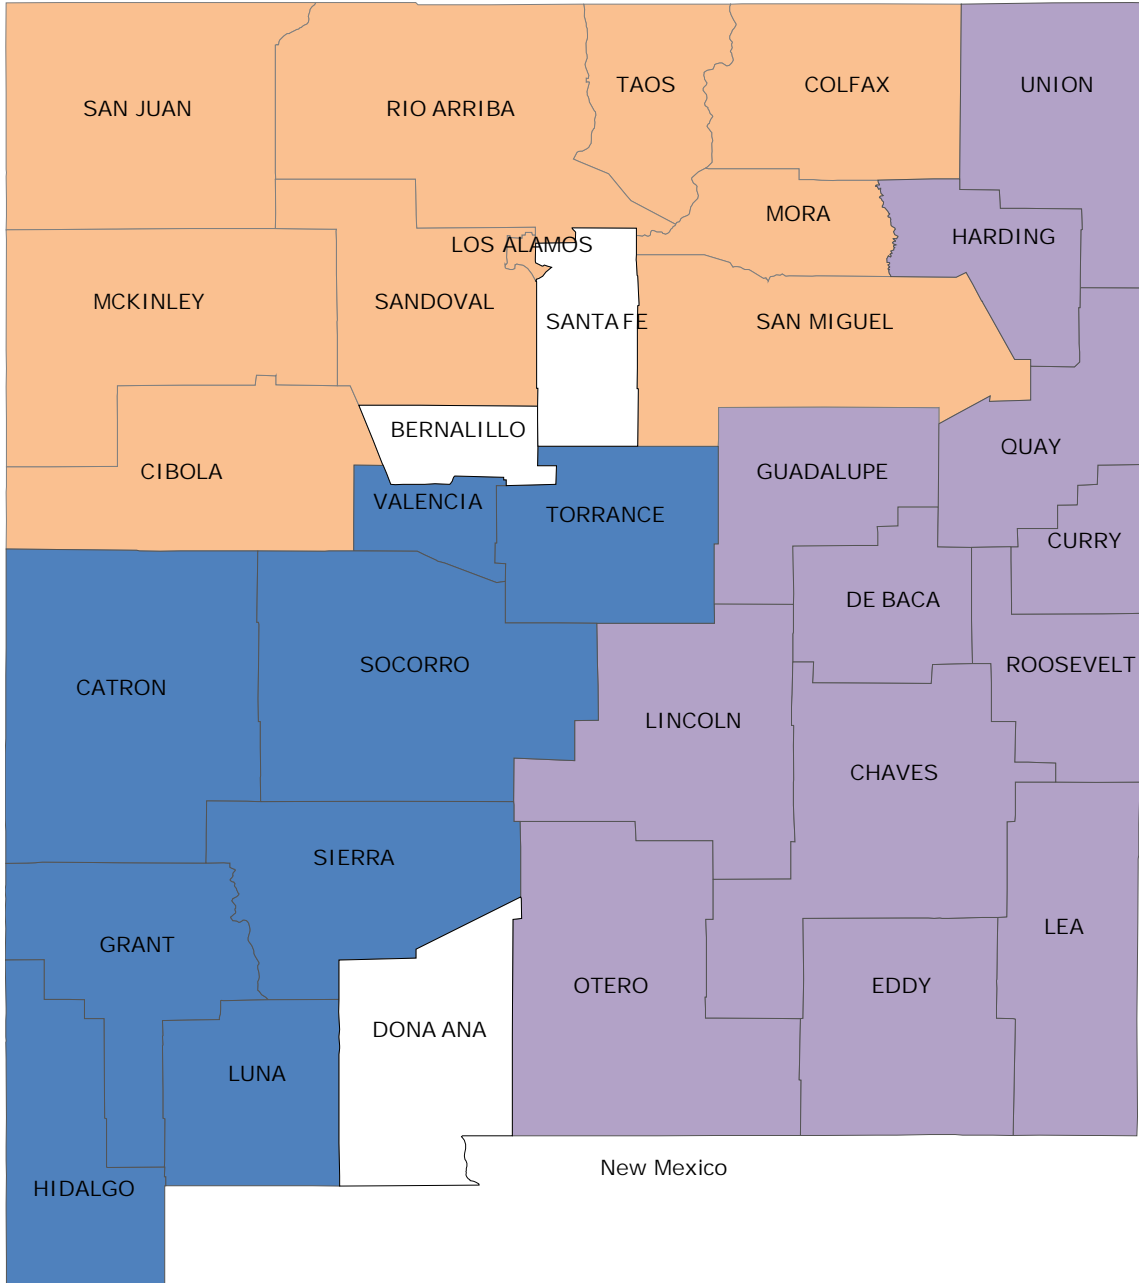 TAOS
COLFAX
UNION
SAN JUAN
RIO ARRIBA
MORA
HARDING
LOS ALAMOS
MCKINLEY
SANDOVAL
SANTA FE
SAN MIGUEL
BERNALILLO
QUAY
CIBOLA
GUADALUPE
VALENCIA
TORRANCE
CURRY
DE BACA
SOCORRO
ROOSEVELT
CATRON
LINCOLN
CHAVES
SIERRA
LEA
GRANT
OTERO
EDDY
DONA ANA
LUNA
New Mexico
HIDALGO